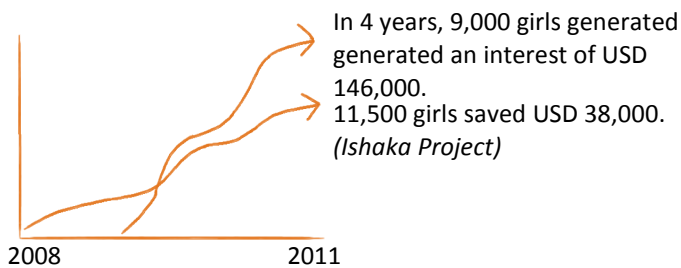 In 4 years, 9,000 girls generated
generated an interest of USD
146,000.
11,500 girls saved USD 38,000.
(Ishaka Project)
2008
2011